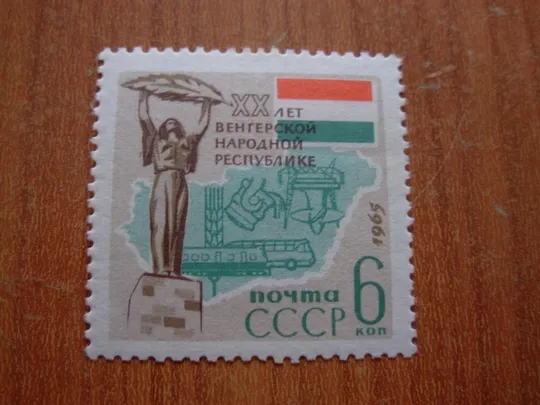 XX ЛЕТ
ВЕНГЕРСКОЙ
НАРОДНОЙ
РЕСПУБЛИКЕ
1965
почта
СССР
6
коп